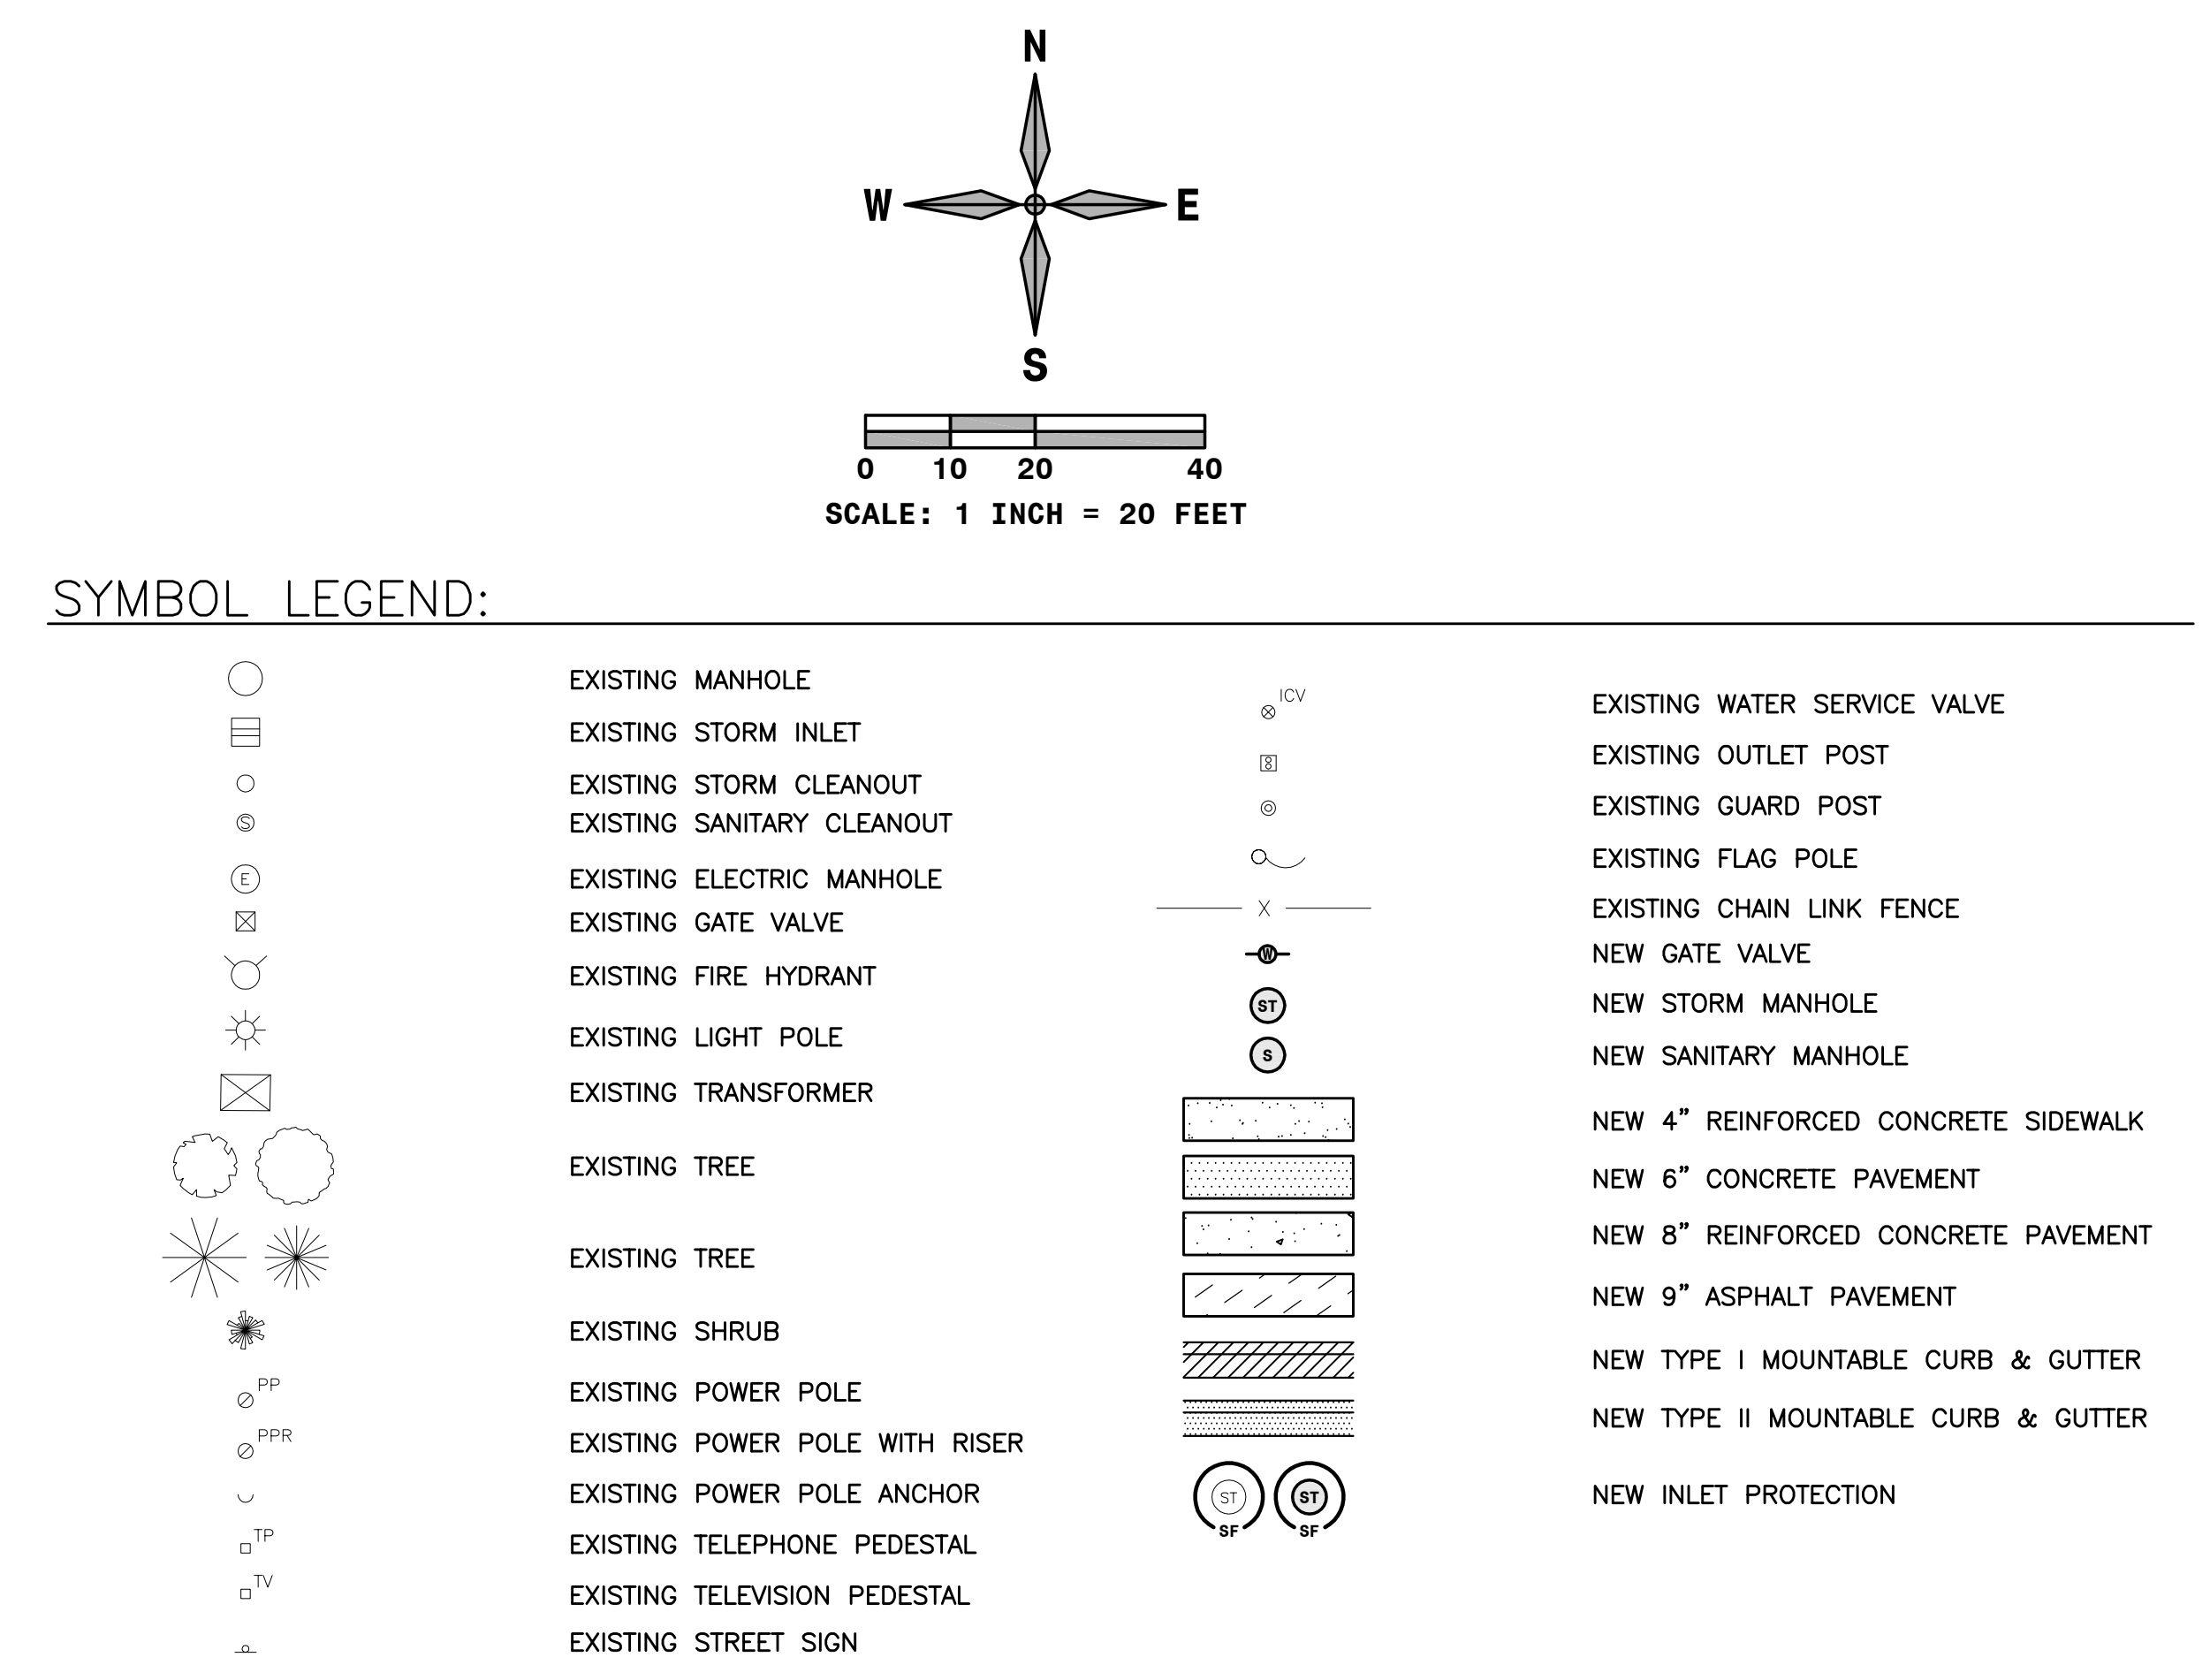 N
W E
S
0 10 20 40
SCALE: 1 INCH = 20 FEET
SYMBOL LEGEND:
EXISTING MANHOLE
EXISTING STORM INLET
EXISTING STORM CLEANOUT
S EXISTING SANITARY CLEANOUT
E EXISTING ELECTRIC MANHOLE
EXISTING GATE VALVE
EXISTING FIRE HYDRANT
EXISTING LIGHT POLE
EXISTING TRANSFORMER
EXISTING TREE
EXISTING TREE
EXISTING SHRUB
PP EXISTING POWER POLE
PPR EXISTING POWER POLE WITH RISER
EXISTING POWER POLE ANCHOR
TP EXISTING TELEPHONE PEDESTAL
TV EXISTING TELEVISION PEDESTAL
EXISTING STREET SIGN
ICV EXISTING WATER SERVICE VALVE
EXISTING OUTLET POST
EXISTING GUARD POST
EXISTING FLAG POLE
X EXISTING CHAIN LINK FENCE
W NEW GATE VALVE
ST NEW STORM MANHOLE
S NEW SANITARY MANHOLE
NEW 4" REINFORCED CONCRETE SIDEWALK
NEW 6" CONCRETE PAVEMENT
NEW 8" REINFORCED CONCRETE PAVEMENT
NEW 9" ASPHALT PAVEMENT
NEW TYPE I MOUNTABLE CURB & GUTTER
NEW TYPE II MOUNTABLE CURB & GUTTER
ST ST NEW INLET PROTECTION
SF SF